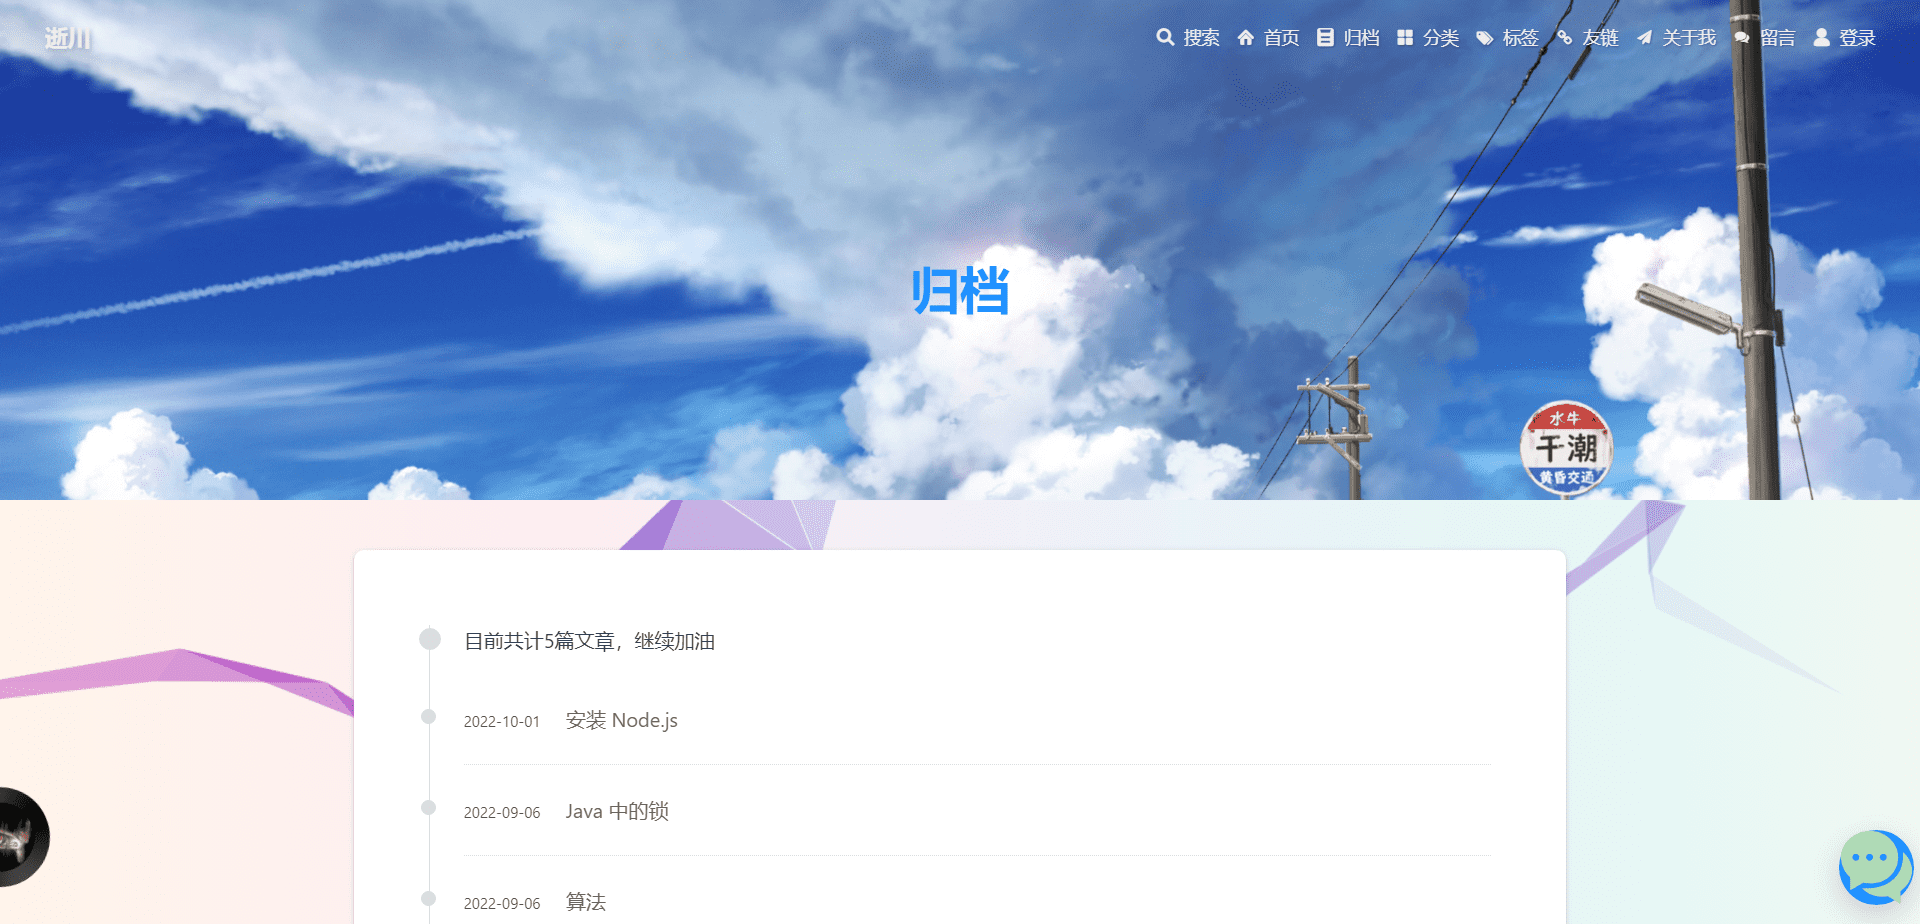 逝川
搜索 首页 归档 分类 标签 友链 关于我 留言 登录
归档
水牛
干潮
黄昏交通
目前共计5篇文章，继续加油
2022-10-01 安装 Node.js
2022-09-06 Java 中的锁
2022-09-06 算法